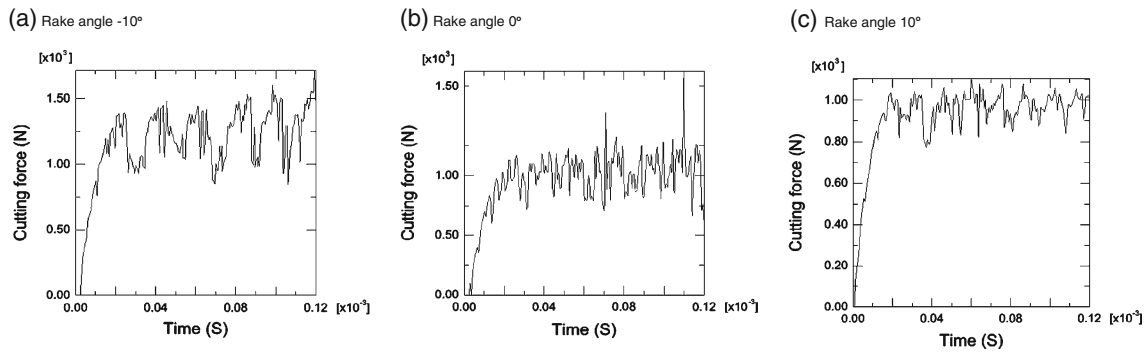 (a) Rake angle -10°
[x10³]
1.50
1.00
0.50
0.00
Cutting force (N)
0.00 0.04 0.08 0.12 [x10⁻³]
Time (S)
(b) Rake angle 0°
[x10³]
1.50
1.00
0.50
0.00
Cutting force (N)
0.00 0.04 0.08 0.12 [x10⁻³]
Time (S)
(c) Rake angle 10°
[x10³]
1.00
0.80
0.60
0.40
0.20
0.00
Cutting force (N)
0.00 0.04 0.08 0.12 [x10⁻³]
Time (S)